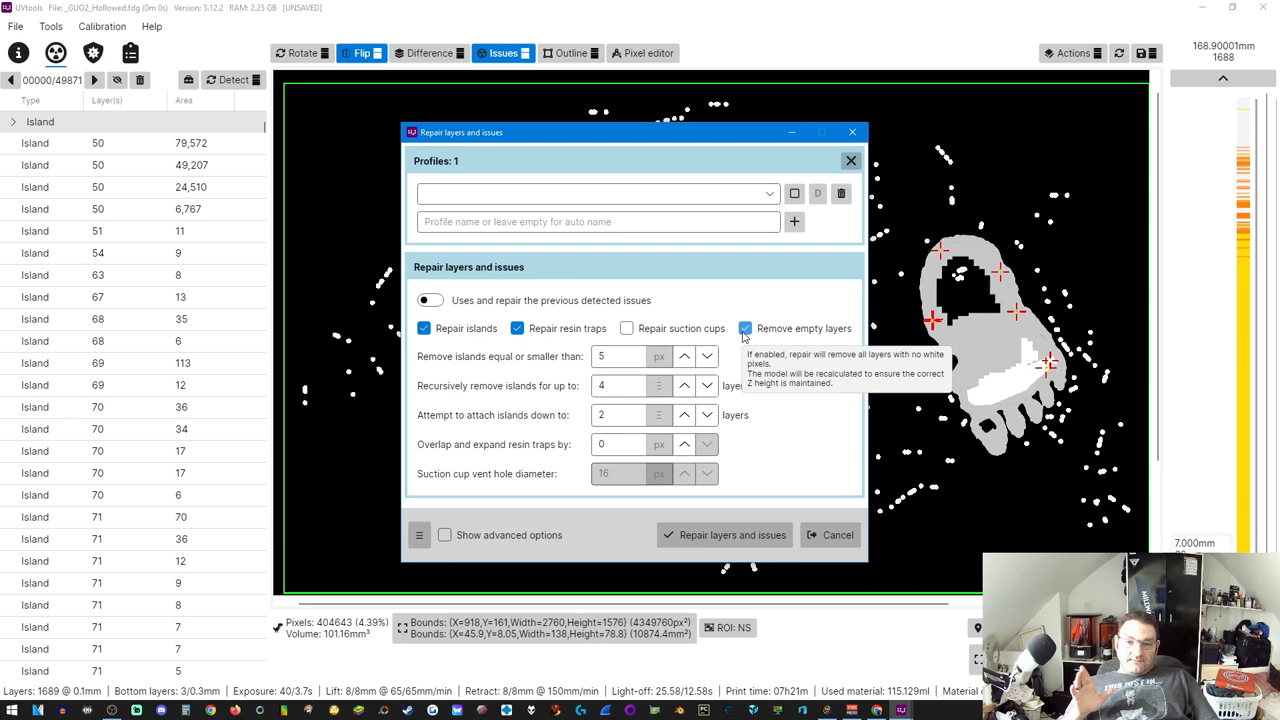 UVtools File: _GUO2_Hollowed.fdg (0m 0s) Version: 3.12.2 RAM: 2.25 GB [UNSAVED]
File Tools Calibration Help
Rotate Flip Difference Issues Outline Pixel editor Actions
168.90001mm
1688
00000/49871 Detect
Type Layer(s) Area
Island
Island 50 79,572
Island 50 49,207
Island 50 24,510
Island 50 6,767
Island 51 11
Island 54 9
Island 63 8
Island 67 13
Island 68 35
Island 68 6
Island 69 113
Island 69 12
Island 70 36
Island 70 34
Island 70 17
Island 70 17
Island 70 6
Island 71 70
Island 71 36
Island 71 12
Island 71 9
Island 71 8
Island 71 7
Island 71 7
Island 71 5
Repair layers and issues
Profiles: 1
D
Profile name or leave empty for auto name
Repair layers and issues
Uses and repair the previous detected issues
Repair islands Repair resin traps Repair suction cups Remove empty layers
Remove islands equal or smaller than: 5 px
Recursively remove islands for up to: 4
Attempt to attach islands down to: 2 layers
Overlap and expand resin traps by: 0 px
Suction cup vent hole diameter: 16 px
If enabled, repair will remove all layers with no white
pixels.
The model will be recalculated to ensure the correct
Z height is maintained.
Show advanced options Repair layers and issues Cancel
7.000mm
Pixels: 404643 (4.39%)
Volume: 101.16mm³
Bounds: {X=918,Y=161,Width=2760,Height=1576} (4349760px²)
Bounds: {X=45.9,Y=8.05,Width=138,Height=78.8} (10874.4mm²)
ROI: NS
Layers: 1689 @ 0.1mm | Bottom layers: 3/0.3mm | Exposure: 40/3.7s | Lift: 8/8mm @ 65/65mm/min | Retract: 8/8mm @ 150mm/min | Light-off: 25.58/12.58s | Print time: 07h21m | Used material: 115.129ml | Material